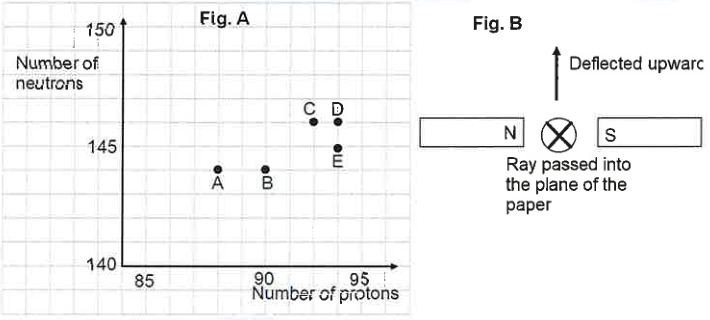 Fig. A
150
Number of
neutrons
C D
145
E
A B
140
85 90 95
Number of protons
Fig. B
Deflected upwarc
N
S
Ray passed into
the plane of the
paper